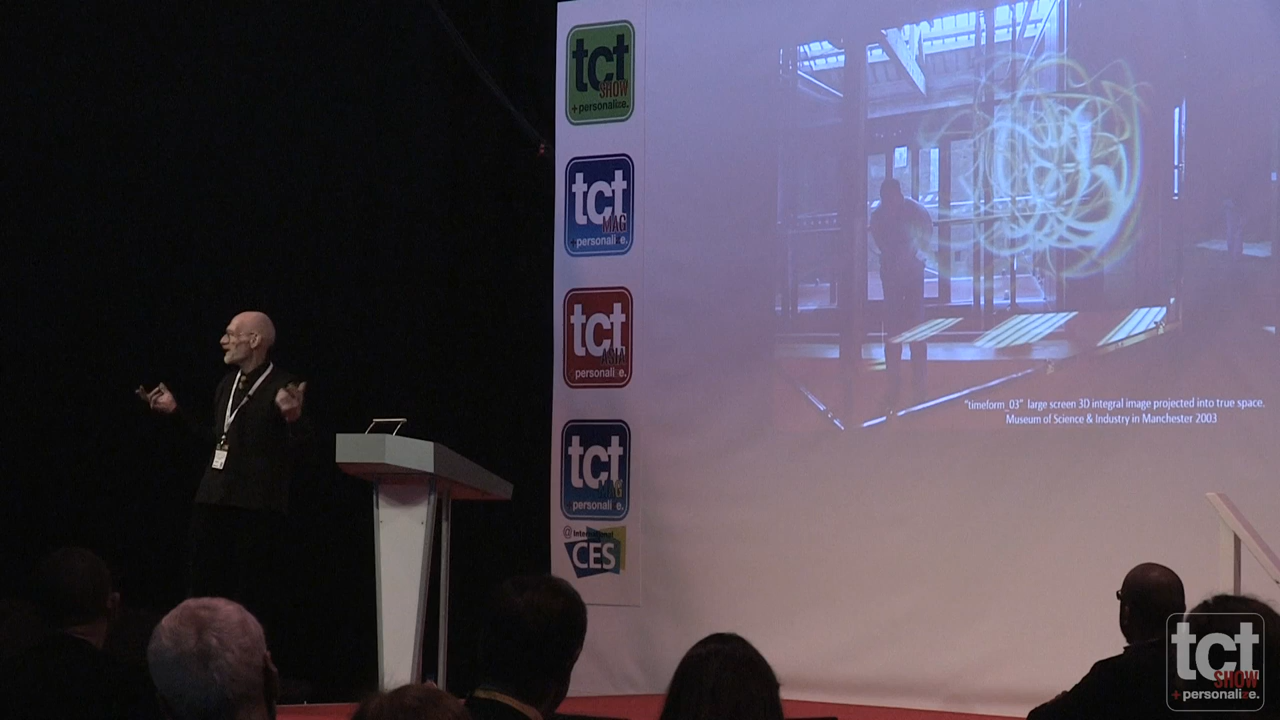 tct
SHOW
+personalize.
tct
MAG
+personalize.
tct
ASIA
personalize.
tct
MAG
personalize.
@International
CES
"timeform_03" large screen 3D integral image projected into true space.
Museum of Science & Industry in Manchester 2003
tct
SHOW
+personalize.